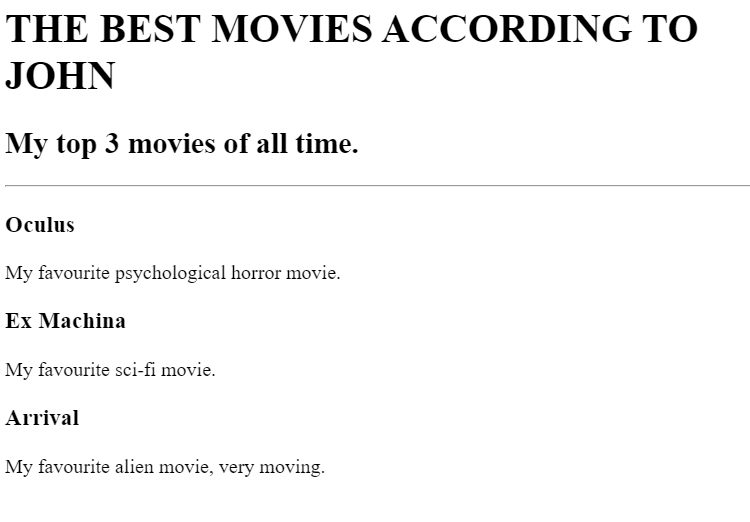 THE BEST MOVIES ACCORDING TO
JOHN
My top 3 movies of all time.
Oculus
My favourite psychological horror movie.
Ex Machina
My favourite sci-fi movie.
Arrival
My favourite alien movie, very moving.